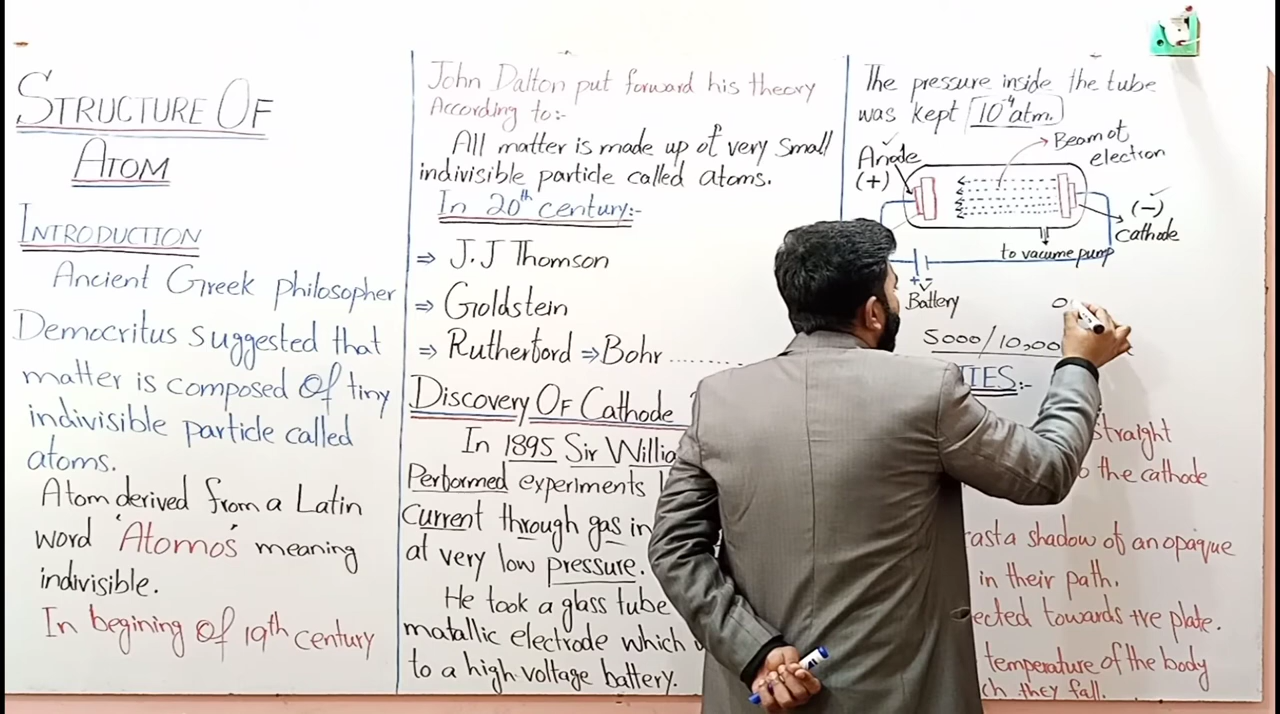 STRUCTURE OF
ATOM
INTRODUCTION
Ancient Greek philosopher
Democritus suggested that
matter is composed of tiny
indivisible particle called
atoms.
Atom derived from a Latin
word 'Atomos' meaning
indivisible.
In begining of 19th century
John Dalton put forward his theory
According to:-
All matter is made up of very small
indivisible particle called atoms.
In 20th century:-
⇒ J.J Thomson
⇒ Goldstein
⇒ Rutherford ⇒ Bohr ........
Discovery OF Cathode
In 1895 Sir Willia
Performed experiments
current through gas in
at very low pressure.
He took a glass tube
matallic electrode which
to a high voltage battery.
The pressure inside the tube
was kept 10⁻⁴ atm.
Beam of
electron
Anode
(+)
(-)
cathode
to vacume pump
+ -
Battery
5000/10,00
TIES:-
straight
the cathode
cast a shadow of an opaque
in their path.
ected towards +ve plate.
temperature of the body
ch they fall.